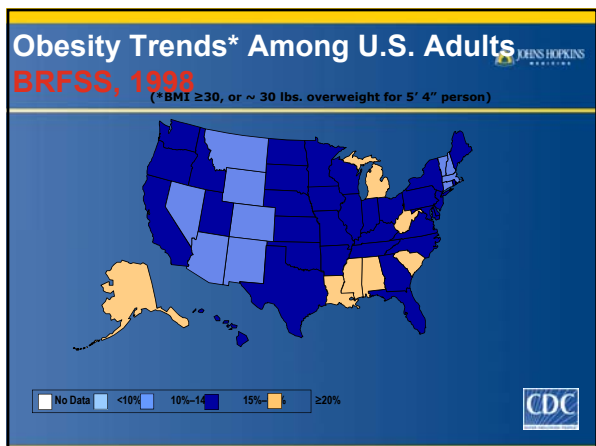 Obesity Trends* Among U.S. Adults
JOHNS HOPKINS
MEDICINE
BRFSS, 1998
(*BMI ≥30, or ~ 30 lbs. overweight for 5’ 4” person)
No Data <10% 10%–14 15%– % ≥20%
CDC